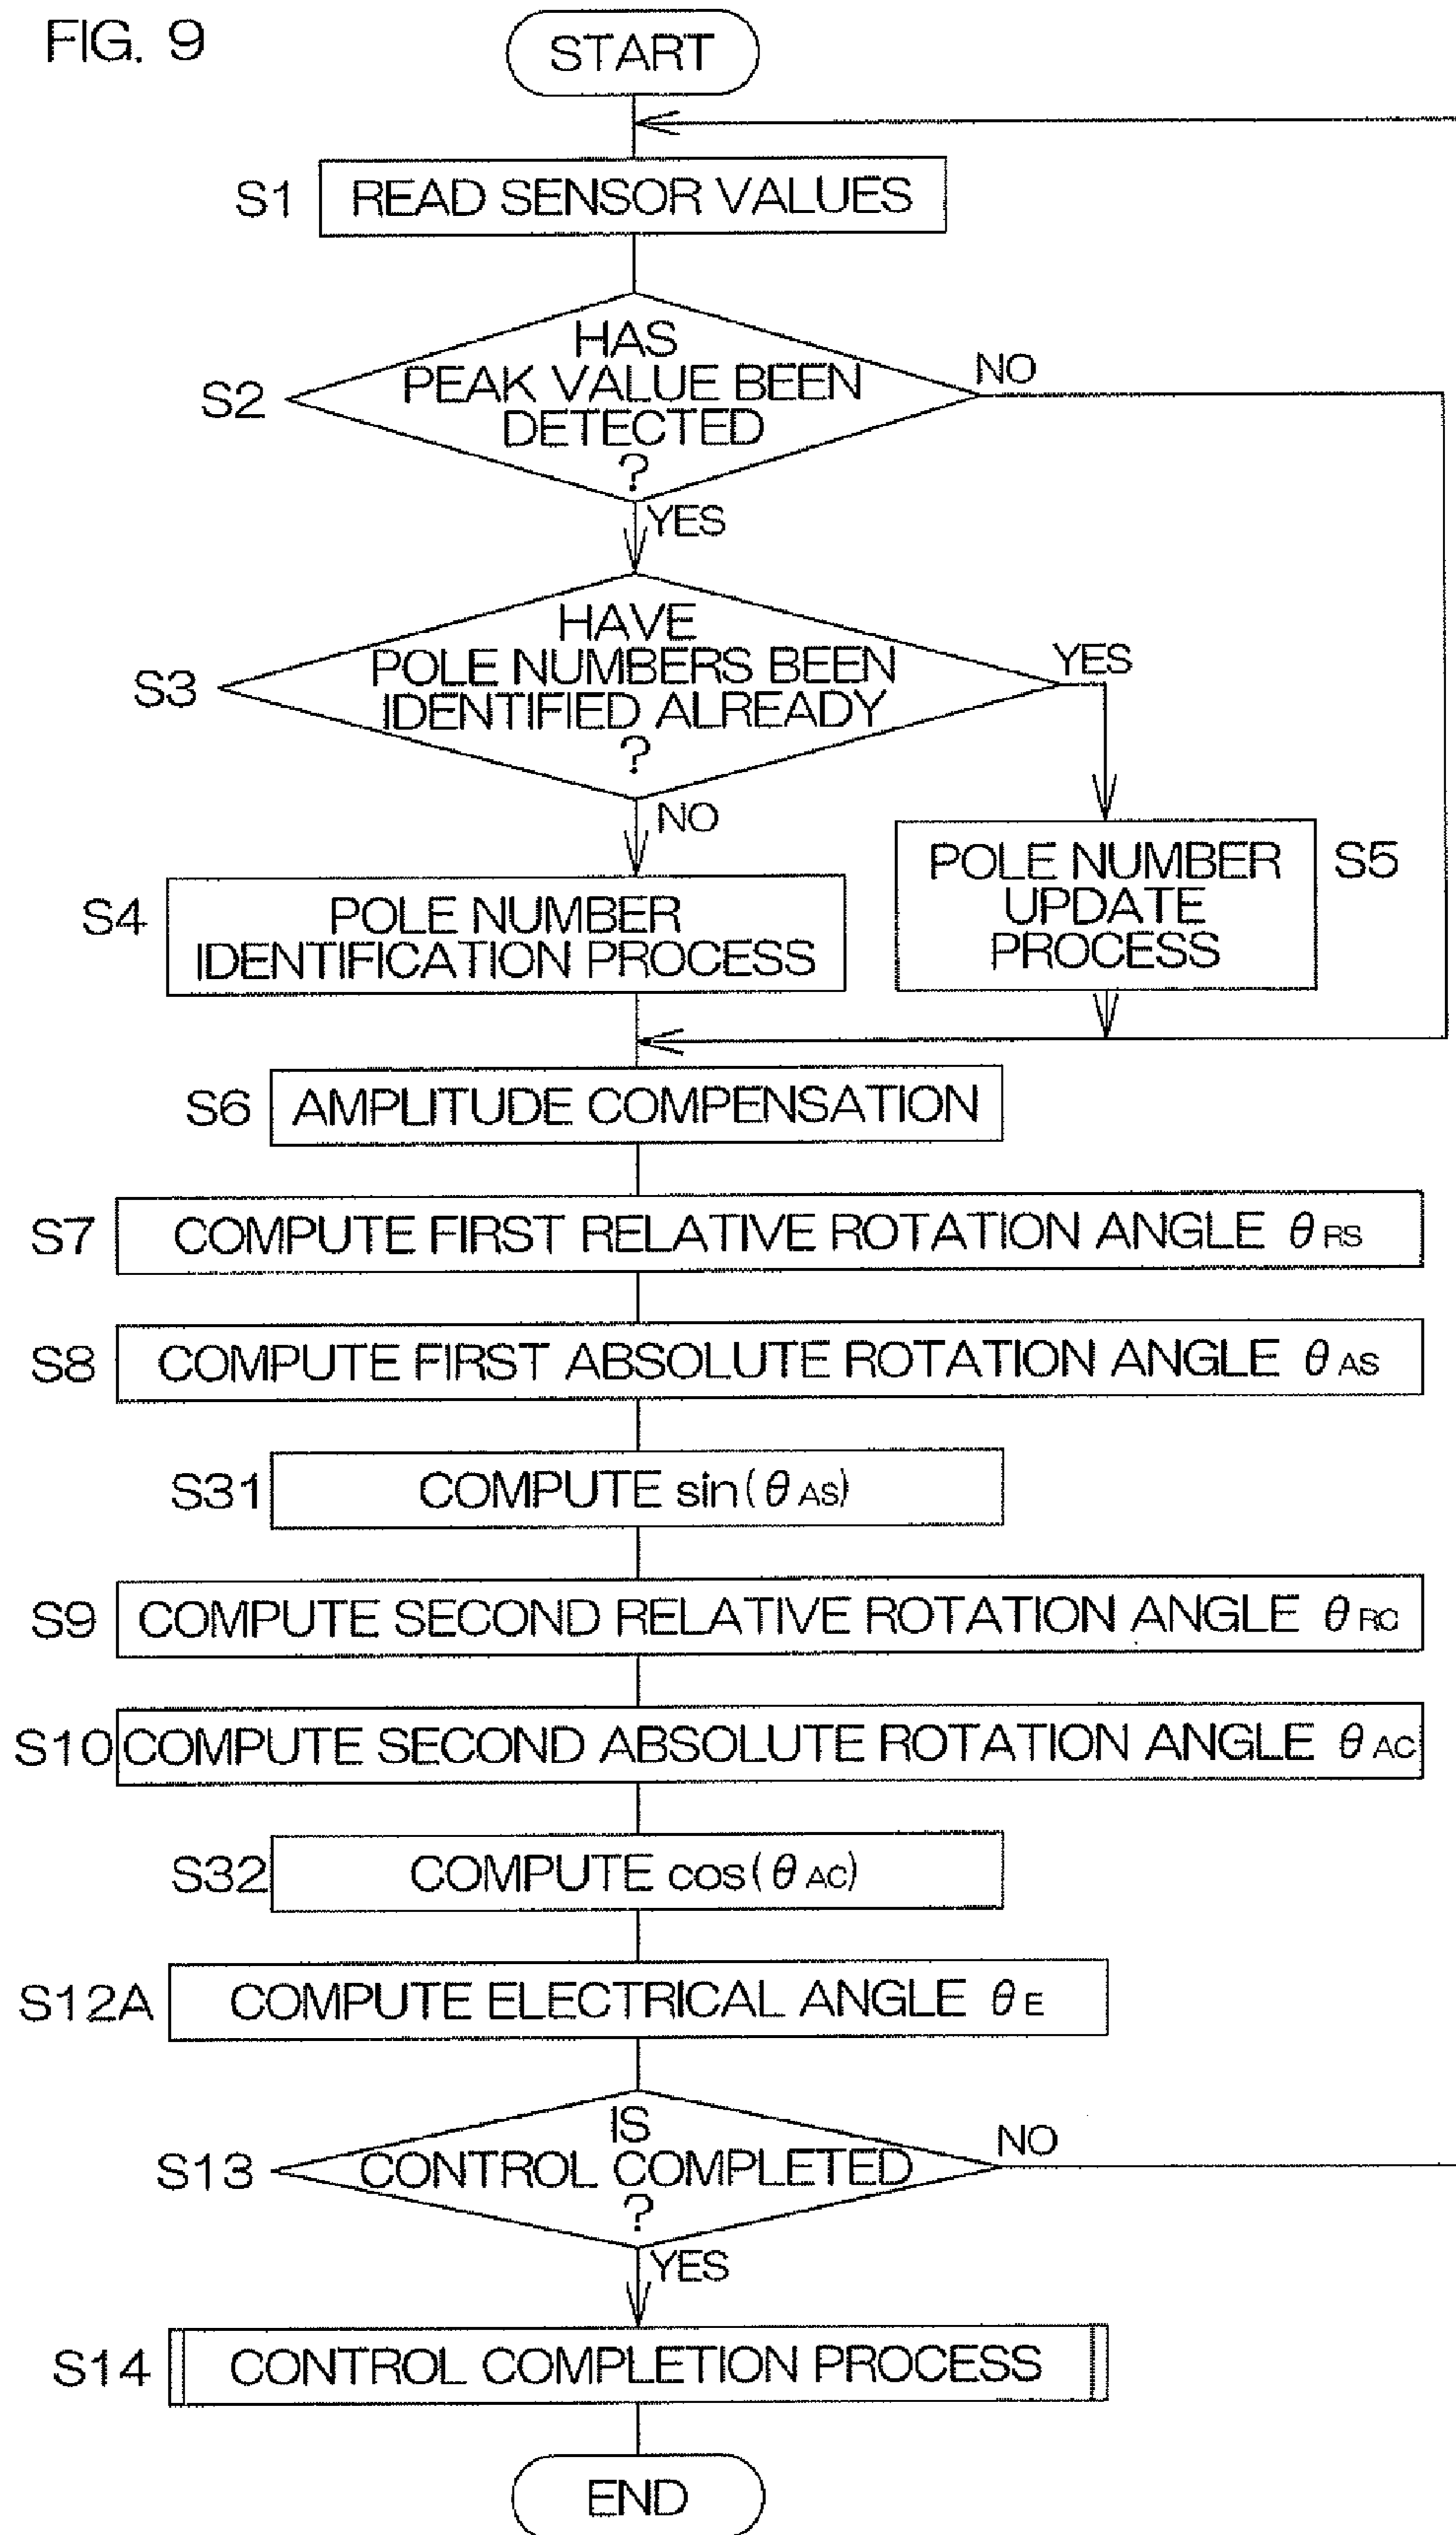 FIG. 9
START
S1
READ SENSOR VALUES
S2
HAS
PEAK VALUE BEEN
DETECTED
?
NO
YES
S3
HAVE
POLE NUMBERS BEEN
IDENTIFIED ALREADY
?
YES
NO
S4
POLE NUMBER
IDENTIFICATION PROCESS
POLE NUMBER
UPDATE
PROCESS
S5
S6
AMPLITUDE COMPENSATION
S7
COMPUTE FIRST RELATIVE ROTATION ANGLE θRS
S8
COMPUTE FIRST ABSOLUTE ROTATION ANGLE θAS
S31
COMPUTE sin(θAS)
S9
COMPUTE SECOND RELATIVE ROTATION ANGLE θRC
S10
COMPUTE SECOND ABSOLUTE ROTATION ANGLE θAC
S32
COMPUTE cos(θAC)
S12A
COMPUTE ELECTRICAL ANGLE θE
S13
IS
CONTROL COMPLETED
?
NO
YES
S14
CONTROL COMPLETION PROCESS
END